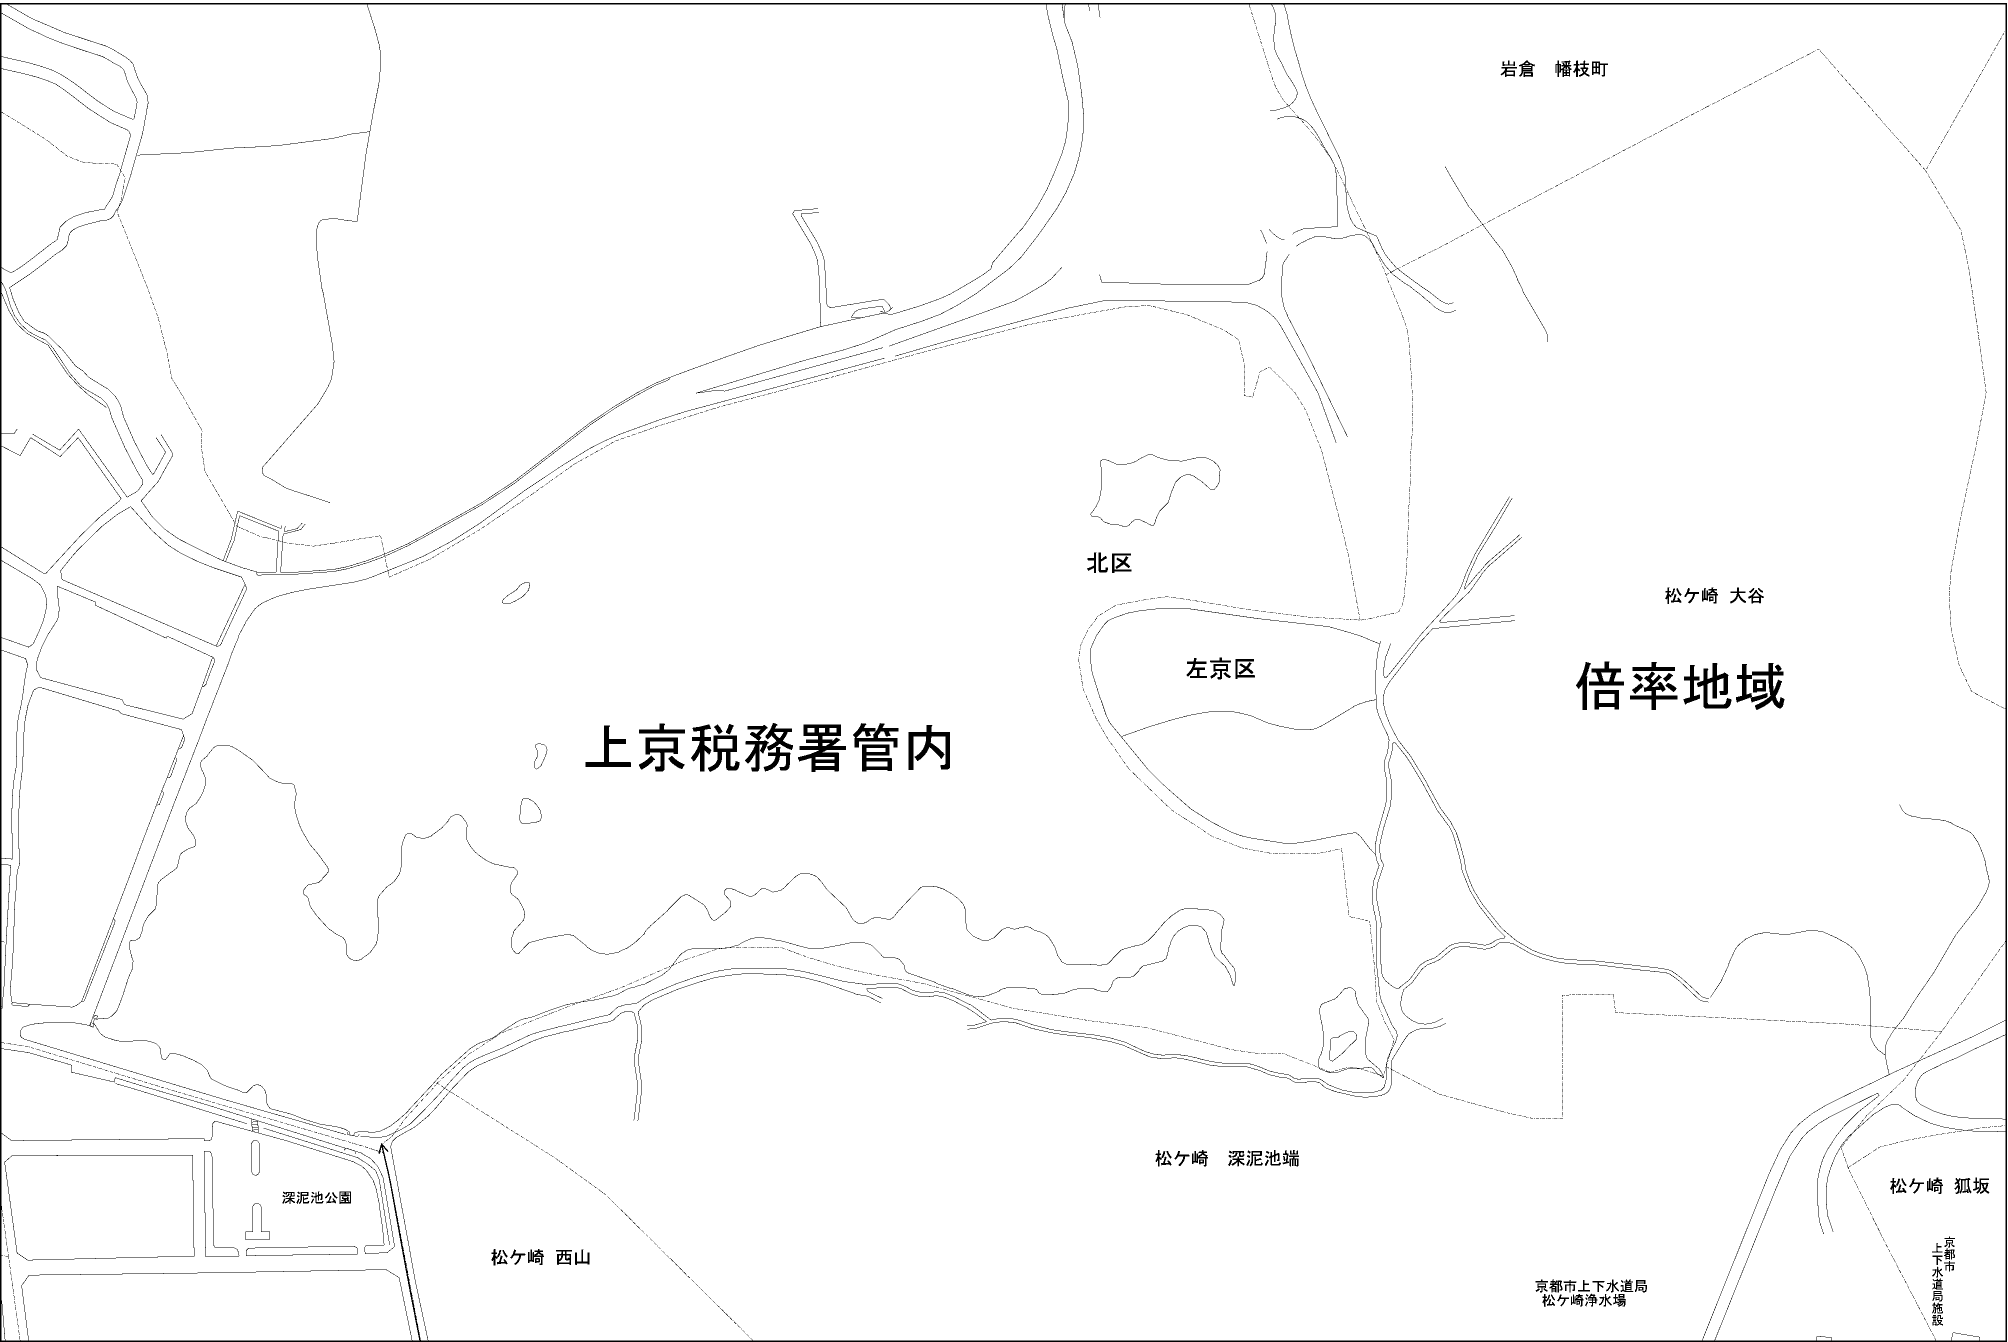 岩倉　幡枝町
北区
松ケ崎 大谷
左京区
倍率地域
上京税務署管内
松ケ崎　深泥池端
松ケ崎 狐坂
深泥池公園
松ケ崎 西山
京都市上下水道局
松ケ崎浄水場
京都市
上下水道局施設